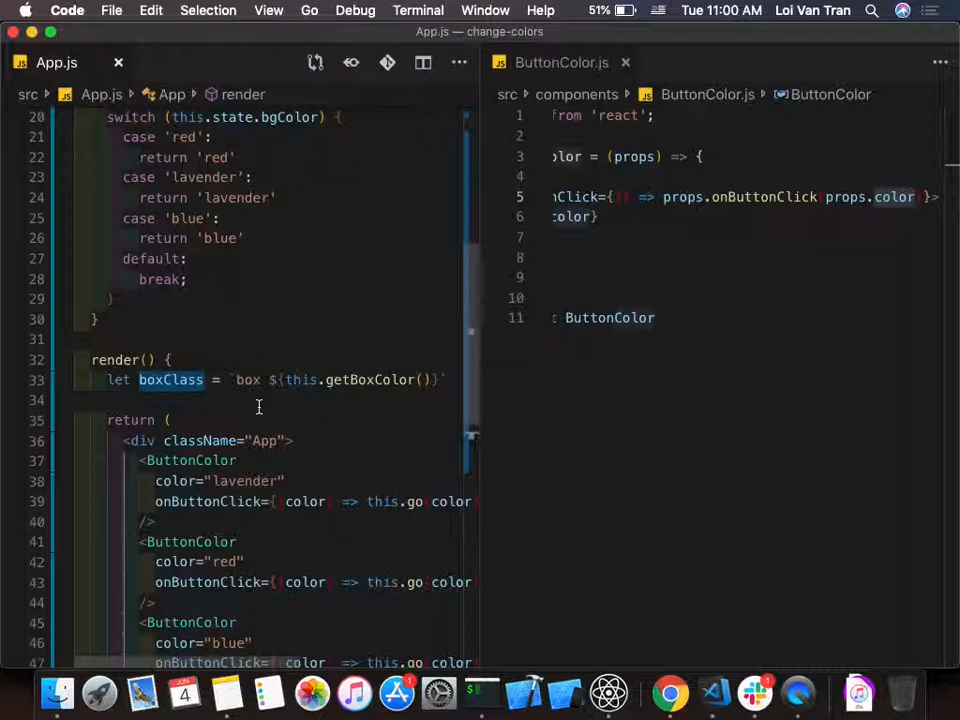 Code File Edit Selection View Go Debug Terminal Window Help 51% Tue 11:00 AM Loi Van Tran
App.js — change-colors
App.js
src App.js App render
20 switch (this.state.bgColor) {
21 case 'red':
22 return 'red'
23 case 'lavender':
24 return 'lavender'
25 case 'blue':
26 return 'blue'
27 default:
28 break;
29 }
30 }
31
32 render() {
33 let boxClass = `box ${this.getBoxColor()}`
34
35 return (
36 <div className="App">
37 <ButtonColor
38 color="lavender"
39 onButtonClick={(color) => this.go(color
40 />
41 <ButtonColor
42 color="red"
43 onButtonClick={(color) => this.go(color
44 />
45 <ButtonColor
46 color="blue"
47 onButtonClick={(color) => this.go(color
ButtonColor.js
src components ButtonColor.js ButtonColor
1 from 'react';
2
3 olor = (props) => {
4
5 nClick={() => props.onButtonClick(props.color)}>
6 color}
7
8
9
10
11 ButtonColor
JUN
4
1
1